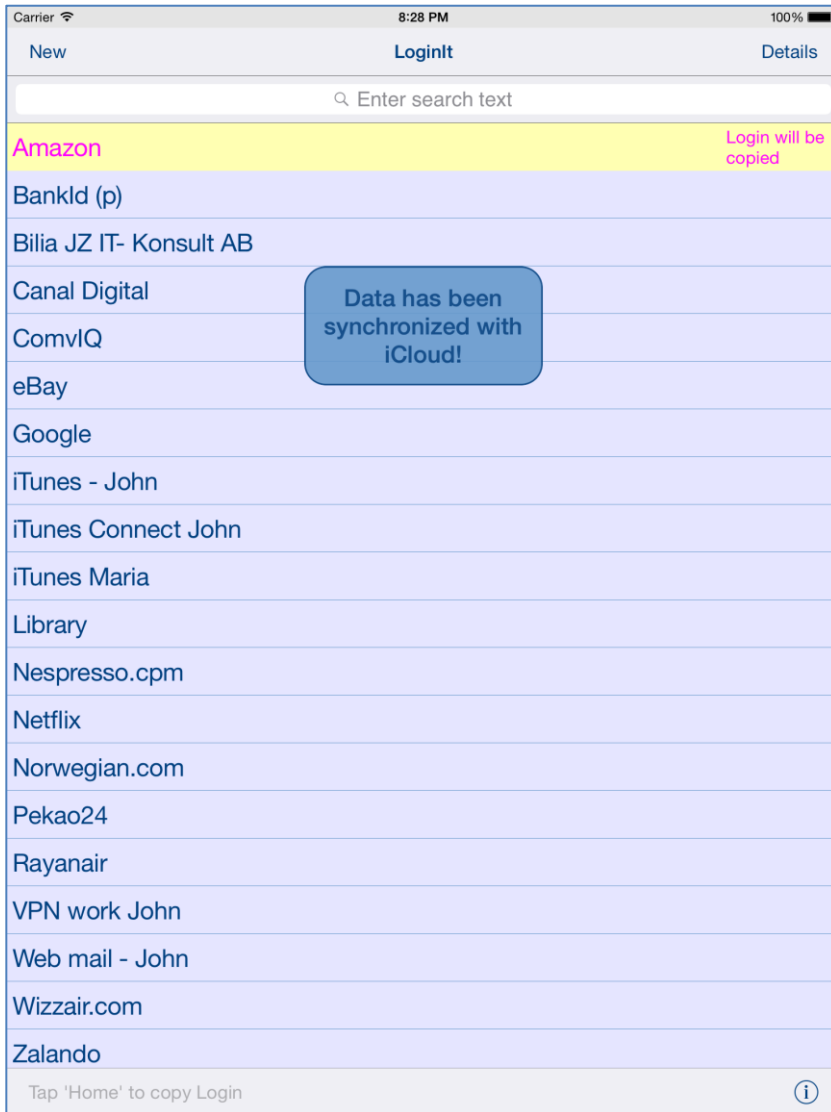 Carrier 8:28 PM 100%
New LoginIt Details
Enter search text
Amazon
Login will be
copied
BankId (p)
Bilia JZ IT- Konsult AB
Canal Digital
Data has been
synchronized with
iCloud!
ComvIQ
eBay
Google
iTunes - John
iTunes Connect John
iTunes Maria
Library
Nespresso.cpm
Netflix
Norwegian.com
Pekao24
Rayanair
VPN work John
Web mail - John
Wizzair.com
Zalando
Tap 'Home' to copy Login